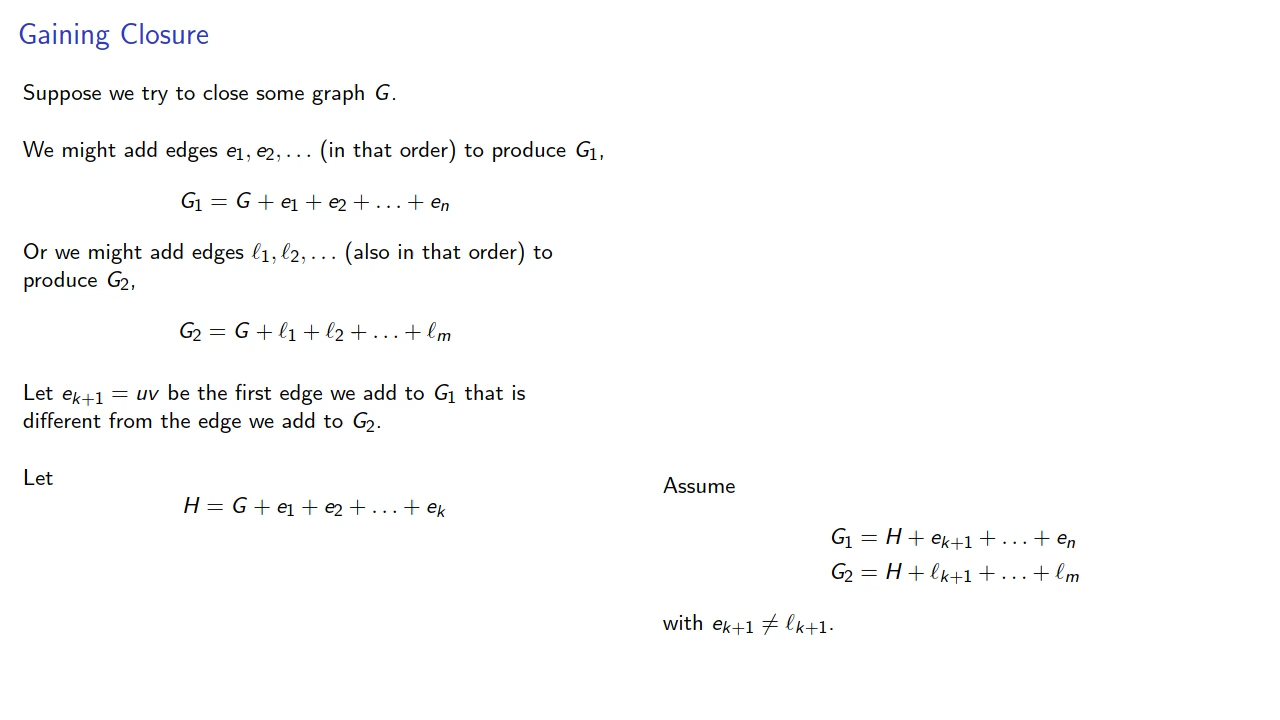 Gaining Closure
Suppose we try to close some graph G.
We might add edges e₁, e₂, . . . (in that order) to produce G₁,
G₁ = G + e₁ + e₂ + . . . + eₙ
Or we might add edges ℓ₁, ℓ₂, . . . (also in that order) to
produce G₂,
G₂ = G + ℓ₁ + ℓ₂ + . . . + ℓₘ
Let eₖ₊₁ = uv be the first edge we add to G₁ that is
different from the edge we add to G₂.
Let
H = G + e₁ + e₂ + . . . + eₖ
Assume
G₁ = H + eₖ₊₁ + . . . + eₙ
G₂ = H + ℓₖ₊₁ + . . . + ℓₘ
with eₖ₊₁ ≠ ℓₖ₊₁.